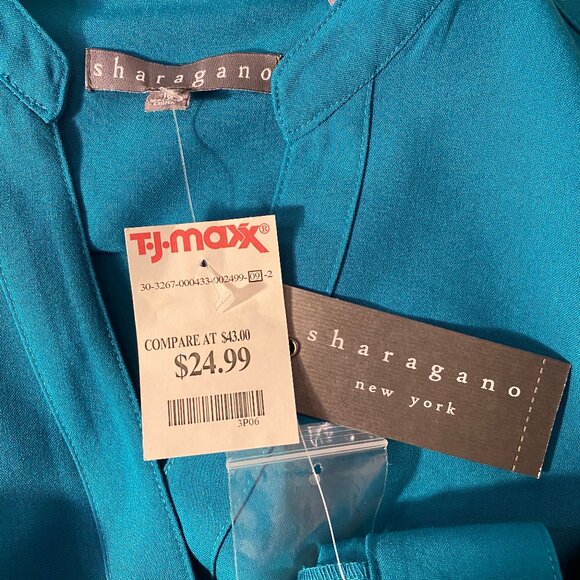 sharagano
T·J·maxx®
30-3267-000433-002499-09-2
COMPARE AT $43.00
$24.99
3P06
sharagano
new york